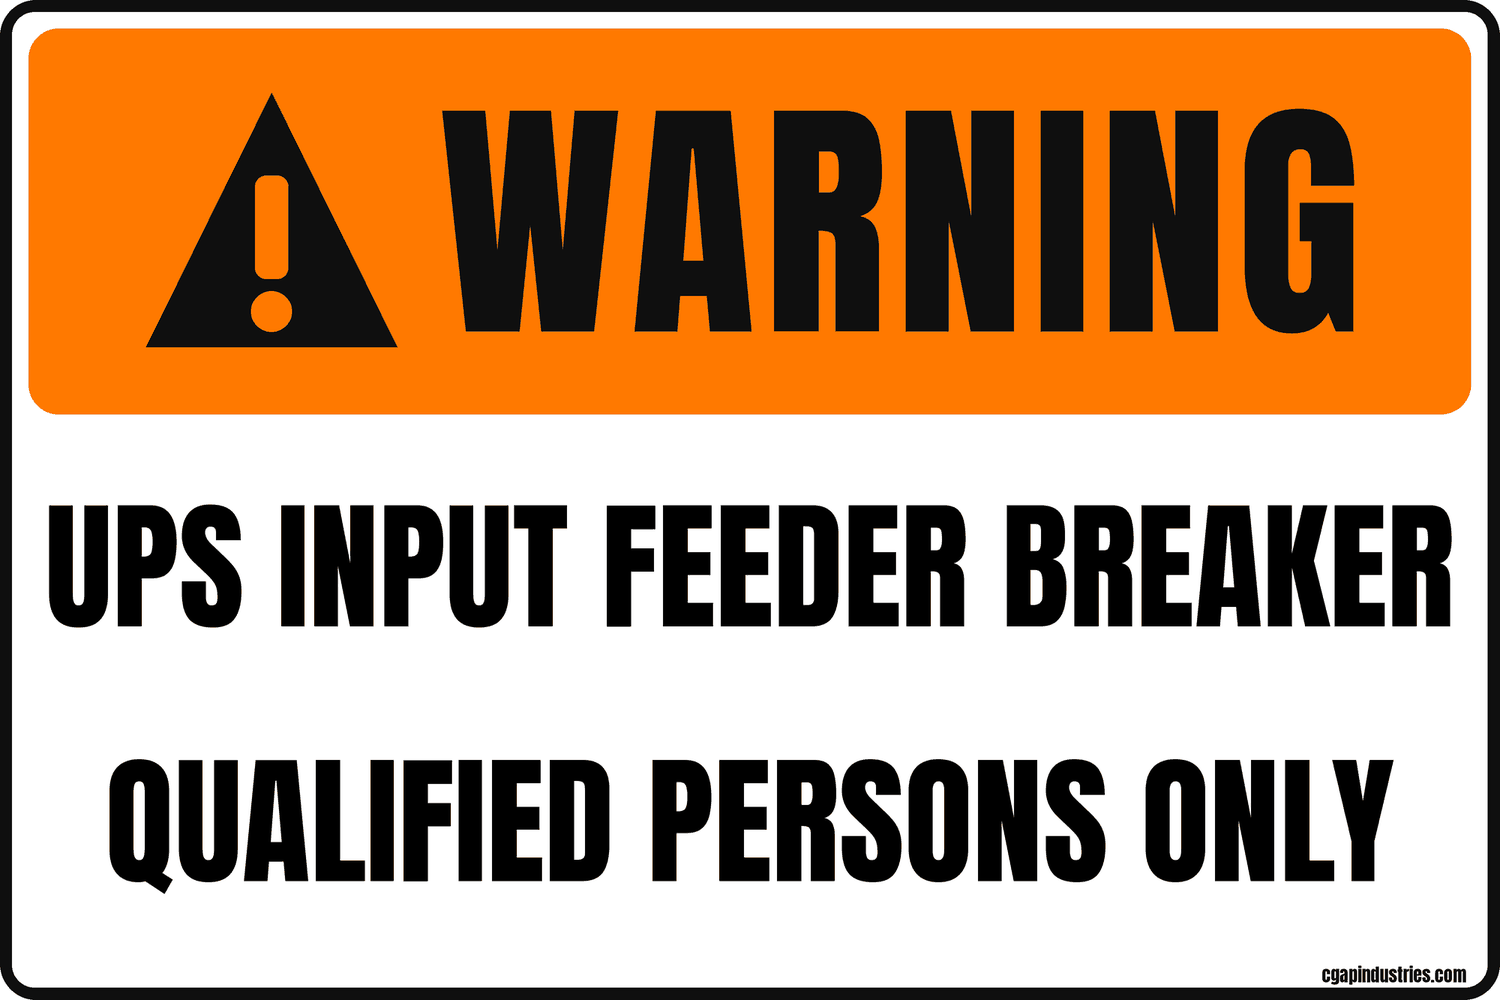 WARNING
UPS INPUT FEEDER BREAKER
QUALIFIED PERSONS ONLY
cgapindustries.com